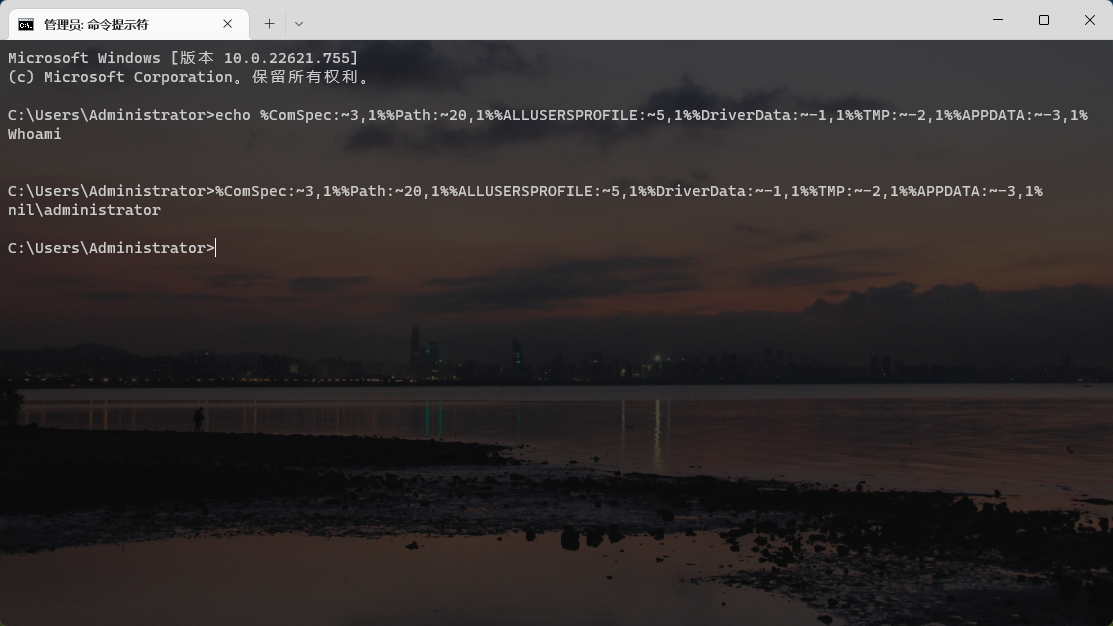 管理员: 命令提示符
Microsoft Windows [版本 10.0.22621.755]
(c) Microsoft Corporation。保留所有权利。
C:\Users\Administrator>echo %ComSpec:~3,1%%Path:~20,1%%ALLUSERSPROFILE:~5,1%%DriverData:~-1,1%%TMP:~-2,1%%APPDATA:~-3,1%
Whoami
C:\Users\Administrator>%ComSpec:~3,1%%Path:~20,1%%ALLUSERSPROFILE:~5,1%%DriverData:~-1,1%%TMP:~-2,1%%APPDATA:~-3,1%
nil\administrator
C:\Users\Administrator>